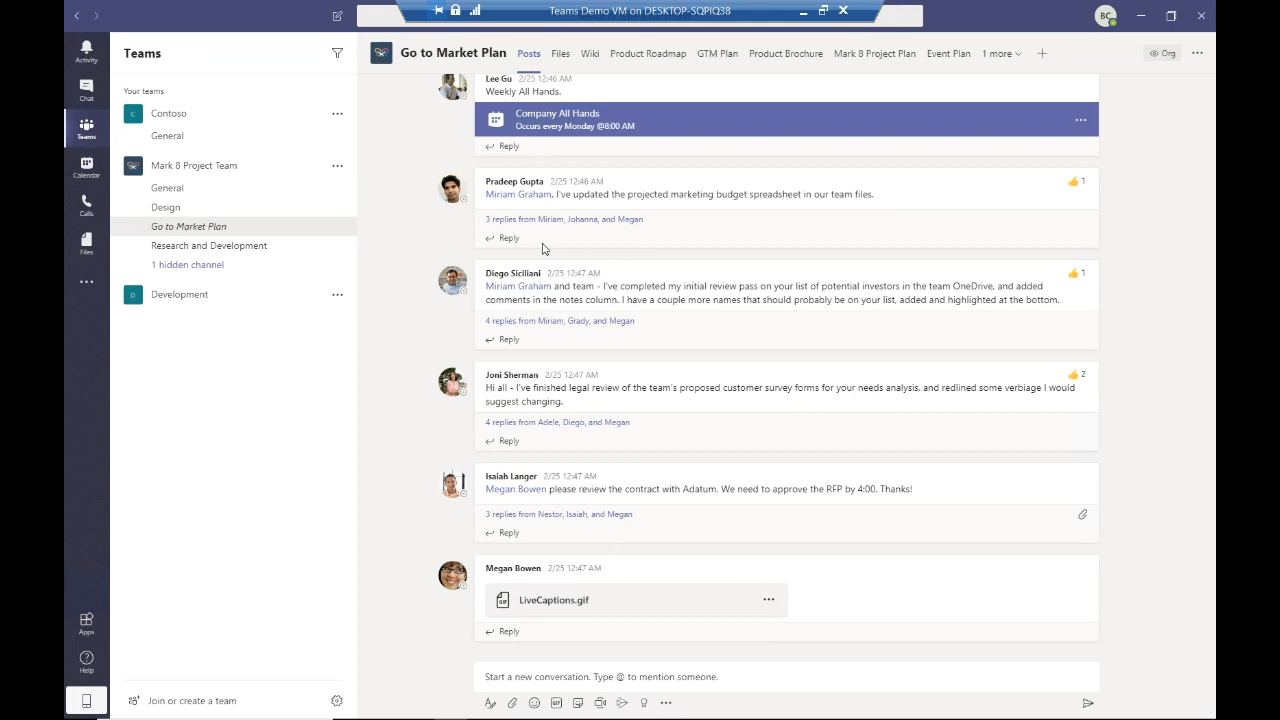 Teams Demo VM on DESKTOP-SQPIQ38
BC
Activity
Chat
Teams
Calendar
Calls
Files
Apps
Help
Teams
Your teams
C
Contoso
General
Mark 8 Project Team
General
Design
Go to Market Plan
Research and Development
1 hidden channel
D
Development
Join or create a team
Go to Market Plan
Posts
Files
Wiki
Product Roadmap
GTM Plan
Product Brochure
Mark 8 Project Plan
Event Plan
1 more
Org
Lee Gu 2/25 12:46 AM
Weekly All Hands.
Company All Hands
Occurs every Monday @8:00 AM
Reply
Pradeep Gupta 2/25 12:46 AM
1
Miriam Graham. I've updated the projected marketing budget spreadsheet in our team files.
3 replies from Miriam, Johanna, and Megan
Reply
Diego Siciliani 2/25 12:47 AM
1
Miriam Graham and team - I've completed my initial review pass on your list of potential investors in the team OneDrive, and added
comments in the notes column. I have a couple more names that should probably be on your list, added and highlighted at the bottom.
4 replies from Miriam, Grady, and Megan
Reply
Joni Sherman 2/25 12:47 AM
2
Hi all - I've finished legal review of the team's proposed customer survey forms for your needs analysis, and redlined some verbiage I would
suggest changing.
4 replies from Adele, Diego, and Megan
Reply
Isaiah Langer 2/25 12:47 AM
Megan Bowen please review the contract with Adatum. We need to approve the RFP by 4:00. Thanks!
3 replies from Nestor, Isaiah, and Megan
Reply
Megan Bowen 2/25 12:47 AM
GIF
LiveCaptions.gif
Reply
Start a new conversation. Type @ to mention someone.
GIF